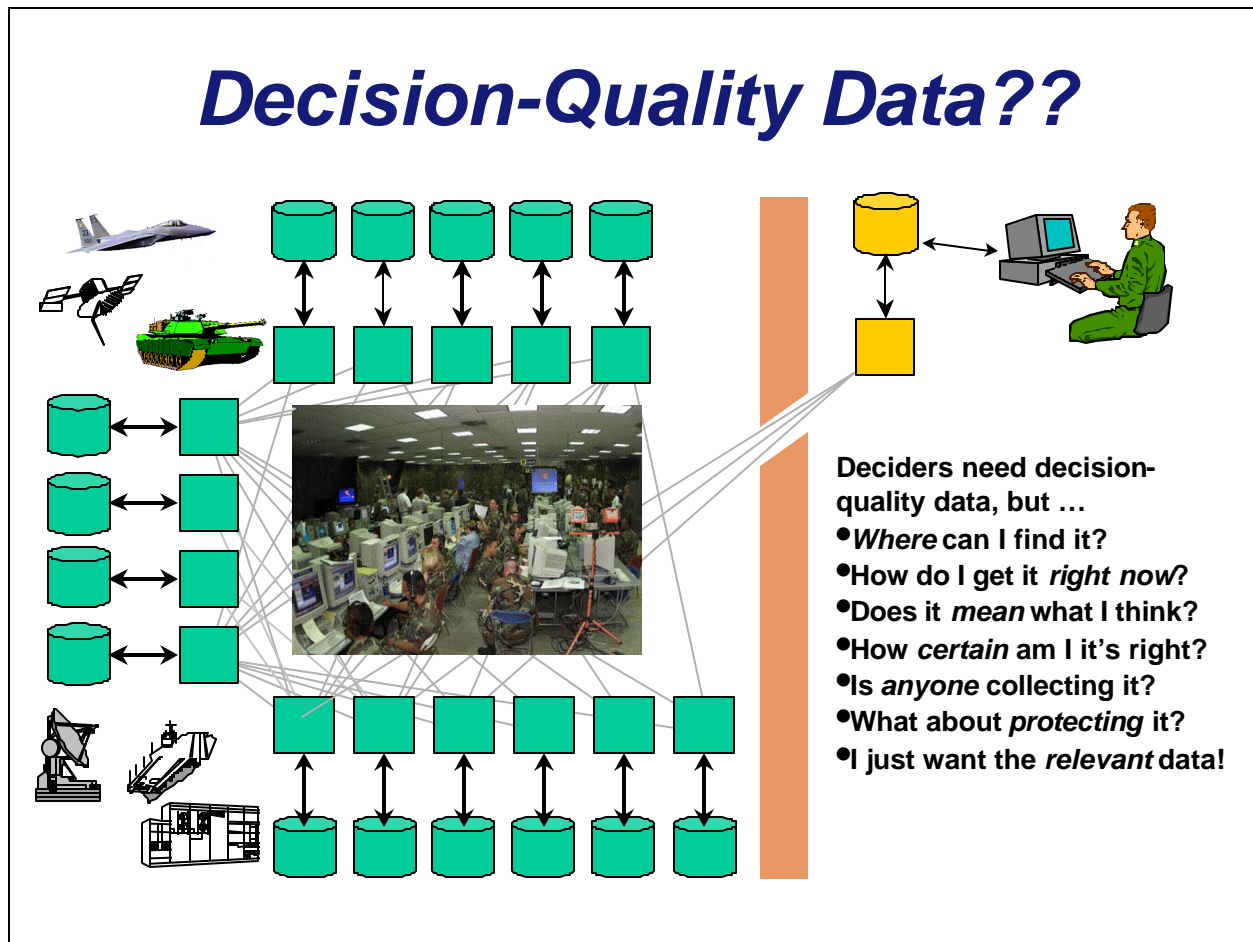 Decision-Quality Data??
Deciders need decision-
quality data, but …
•Where can I find it?
•How do I get it right now?
•Does it mean what I think?
•How certain am I it's right?
•Is anyone collecting it?
•What about protecting it?
•I just want the relevant data!